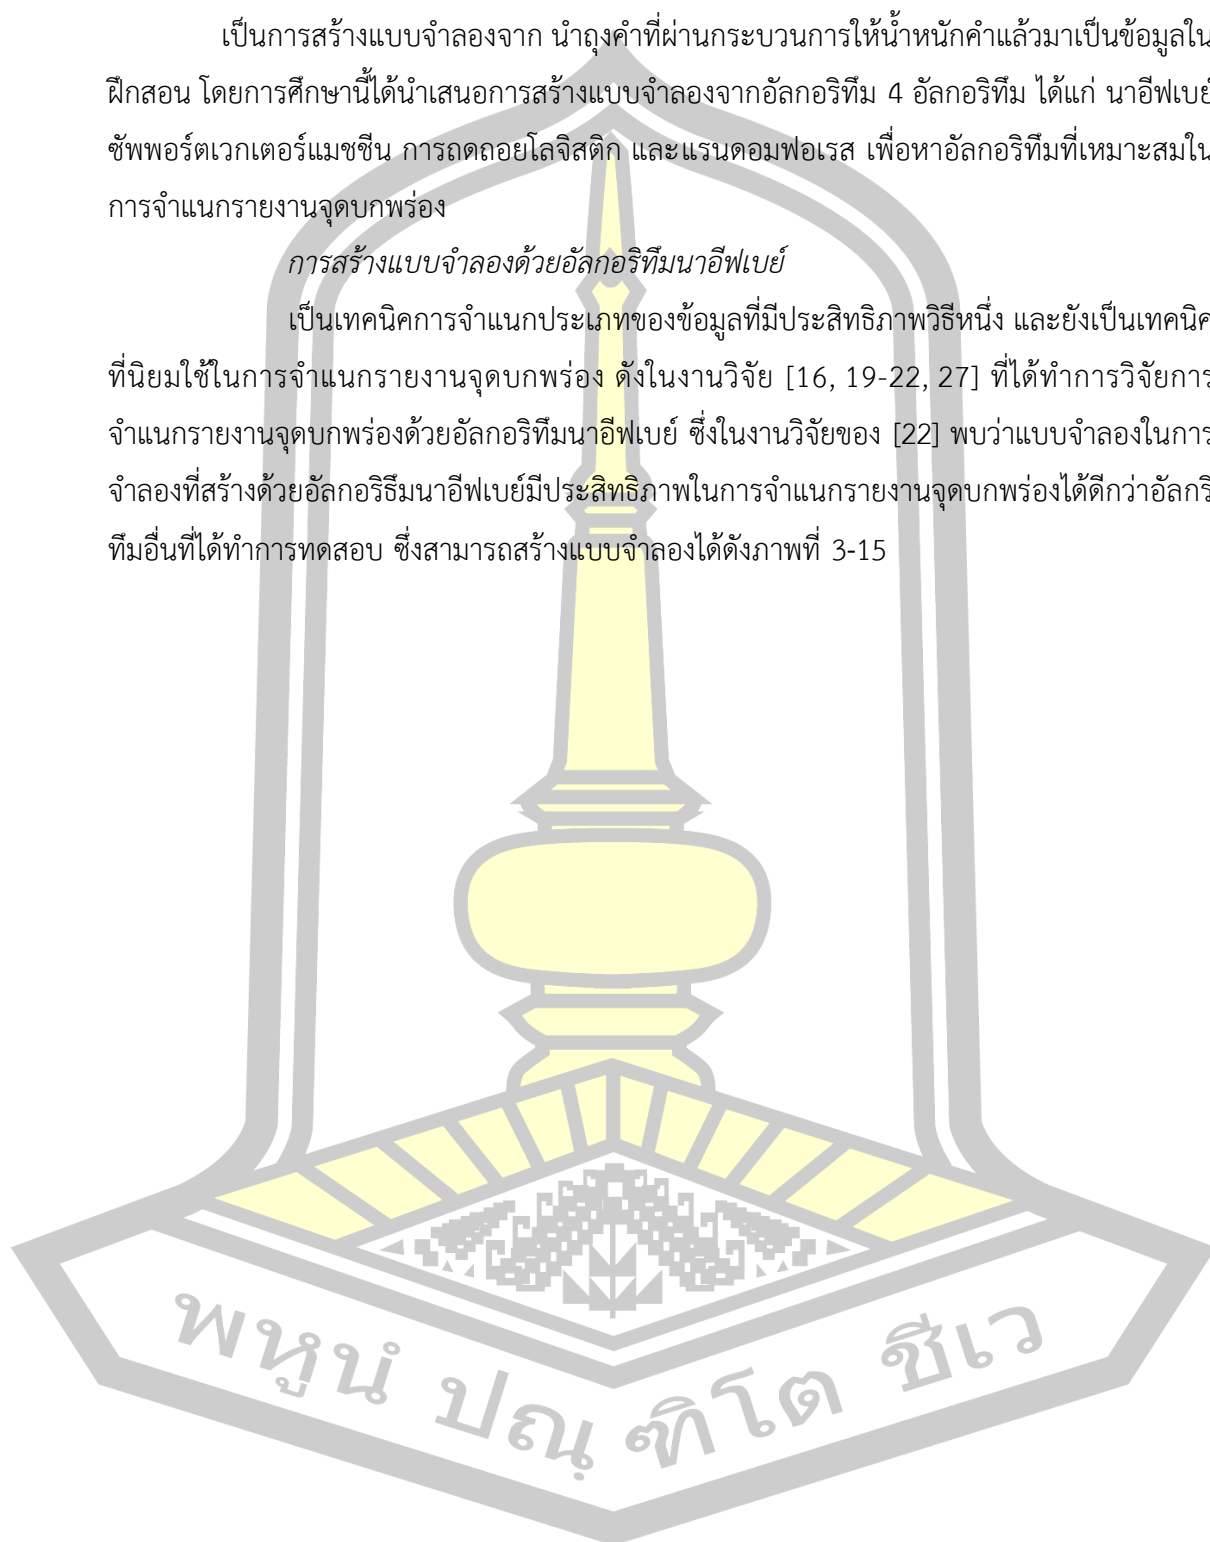 เป็นการสร้างแบบจำลองจาก นำถุงคำที่ผ่านกระบวนการให้น้ำหนักคำแล้วมาเป็นข้อมูลใน
ฝึกสอน โดยการศึกษานี้ได้นำเสนอการสร้างแบบจำลองจากอัลกอริทึม 4 อัลกอริทึม ได้แก่ นาอีฟเบย์
ซัพพอร์ตเวกเตอร์แมชชีน การถดถอยโลจิสติก และแรนดอมฟอเรส เพื่อหาอัลกอริทึมที่เหมาะสมใน
การจำแนกรายงานจุดบกพร่อง
การสร้างแบบจำลองด้วยอัลกอริทึมนาอีฟเบย์
เป็นเทคนิคการจำแนกประเภทของข้อมูลที่มีประสิทธิภาพวิธีหนึ่ง และยังเป็นเทคนิค
ที่นิยมใช้ในการจำแนกรายงานจุดบกพร่อง ดังในงานวิจัย [16, 19-22, 27] ที่ได้ทำการวิจัยการ
จำแนกรายงานจุดบกพร่องด้วยอัลกอริทึมนาอีฟเบย์ ซึ่งในงานวิจัยของ [22] พบว่าแบบจำลองในการ
จำลองที่สร้างด้วยอัลกอริธึมนาอีฟเบย์มีประสิทธิภาพในการจำแนกรายงานจุดบกพร่องได้ดีกว่าอัลกริ
ทึมอื่นที่ได้ทำการทดสอบ ซึ่งสามารถสร้างแบบจำลองได้ดังภาพที่ 3-15
พหูนํ ปณฺฑิโต ชีเว